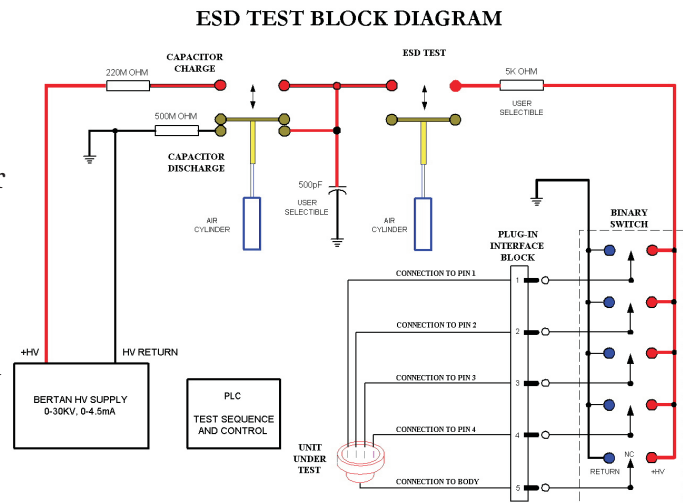 ESD TEST BLOCK DIAGRAM
CAPACITOR
CHARGE
ESD TEST
220M OHM
5K OHM
USER
SELECTABLE
500M OHM
CAPACITOR
DISCHARGE
500pF
USER
SELECTIBLE
AIR
CYLINDER
AIR
CYLINDER
PLUG-IN
INTERFACE
BLOCK
BINARY
SWITCH
CONNECTION TO PIN 1
1
CONNECTION TO PIN 2
2
CONNECTION TO PIN 3
3
CONNECTION TO PIN 4
4
CONNECTION TO BODY
5
+HV
HV RETURN
BERTAN HV SUPPLY
0-30KV, 0-4.5mA
PLC
TEST SEQUENCE
AND CONTROL
UNIT
UNDER
TEST
NC
RETURN
+HV